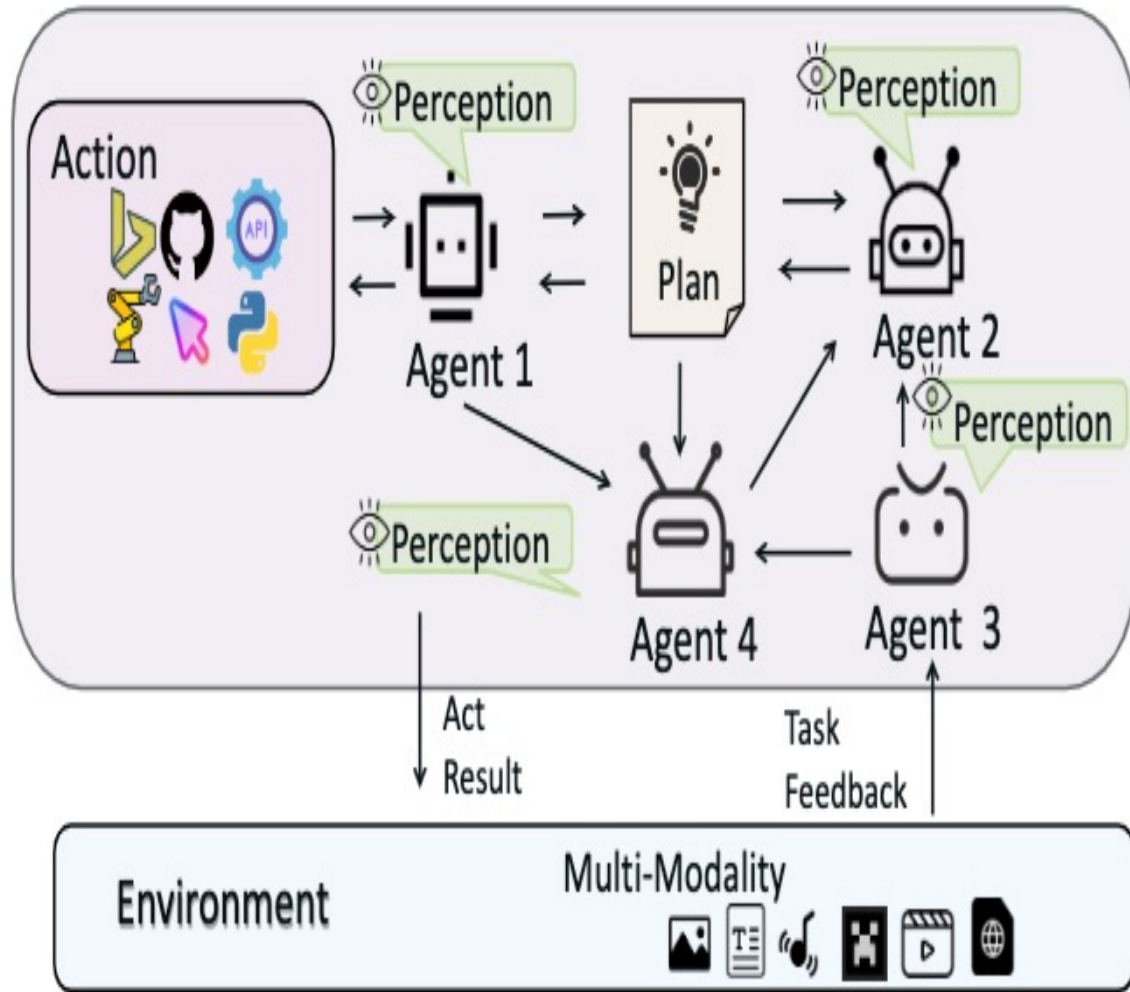 Perception
Perception
Action
API
Plan
Agent 1
Agent 2
Perception
Perception
Agent 4
Agent 3
Act
Result
Task
Feedback
Environment
Multi-Modality
T